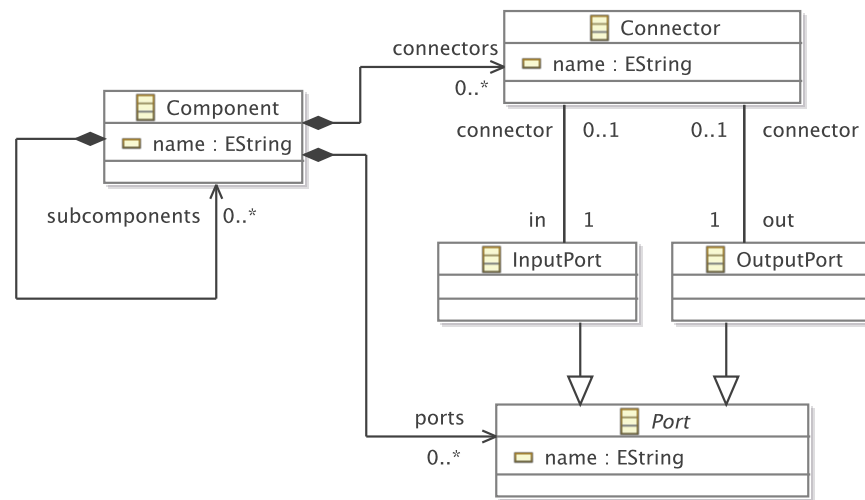 Connector
name : EString
connectors
0..*
Component
name : EString
subcomponents
0..*
connector
0..1
0..1
connector
in
1
1
out
InputPort
OutputPort
ports
0..*
Port
name : EString